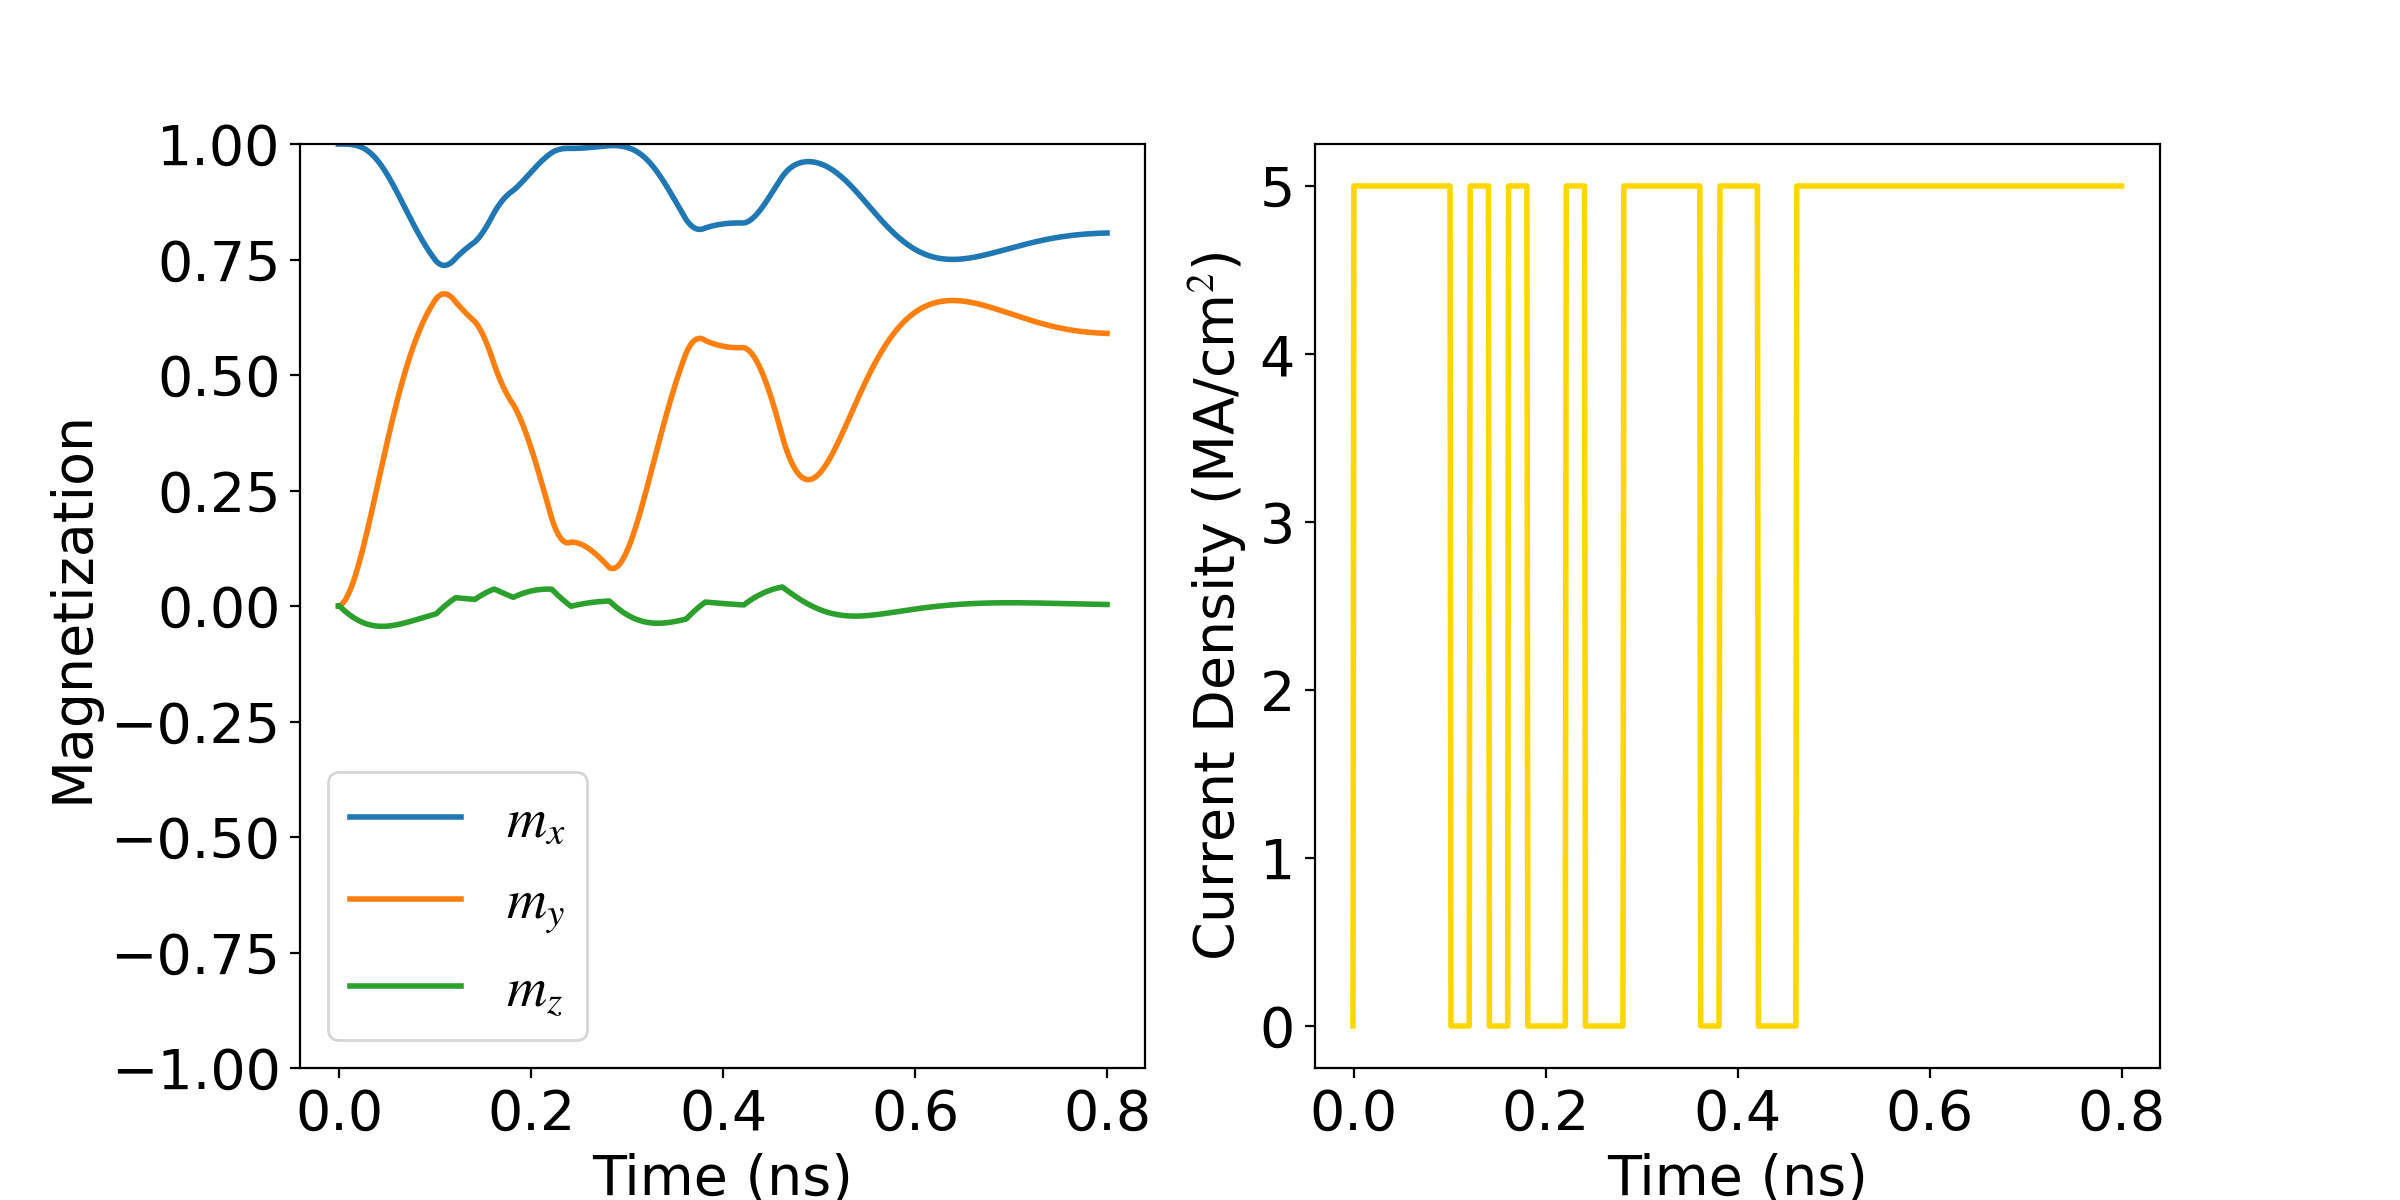 1.00
0.75
0.50
0.25
0.00
−0.25
−0.50
−0.75
−1.00
Magnetization
m_x
m_y
m_z
0.0 0.2 0.4 0.6 0.8
Time (ns)
5
4
3
2
1
0
Current Density (MA/cm²)
0.0 0.2 0.4 0.6 0.8
Time (ns)